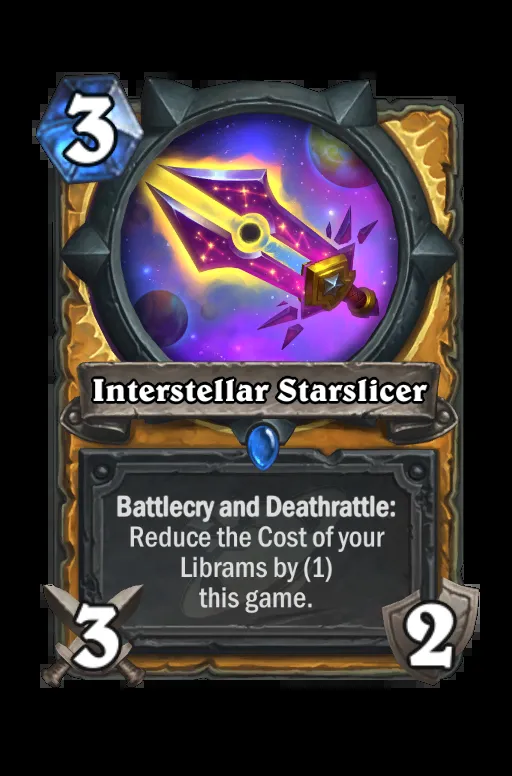 3
Interstellar Starslicer
Battlecry and Deathrattle:
Reduce the Cost of your
Librams by (1)
this game.
3
2